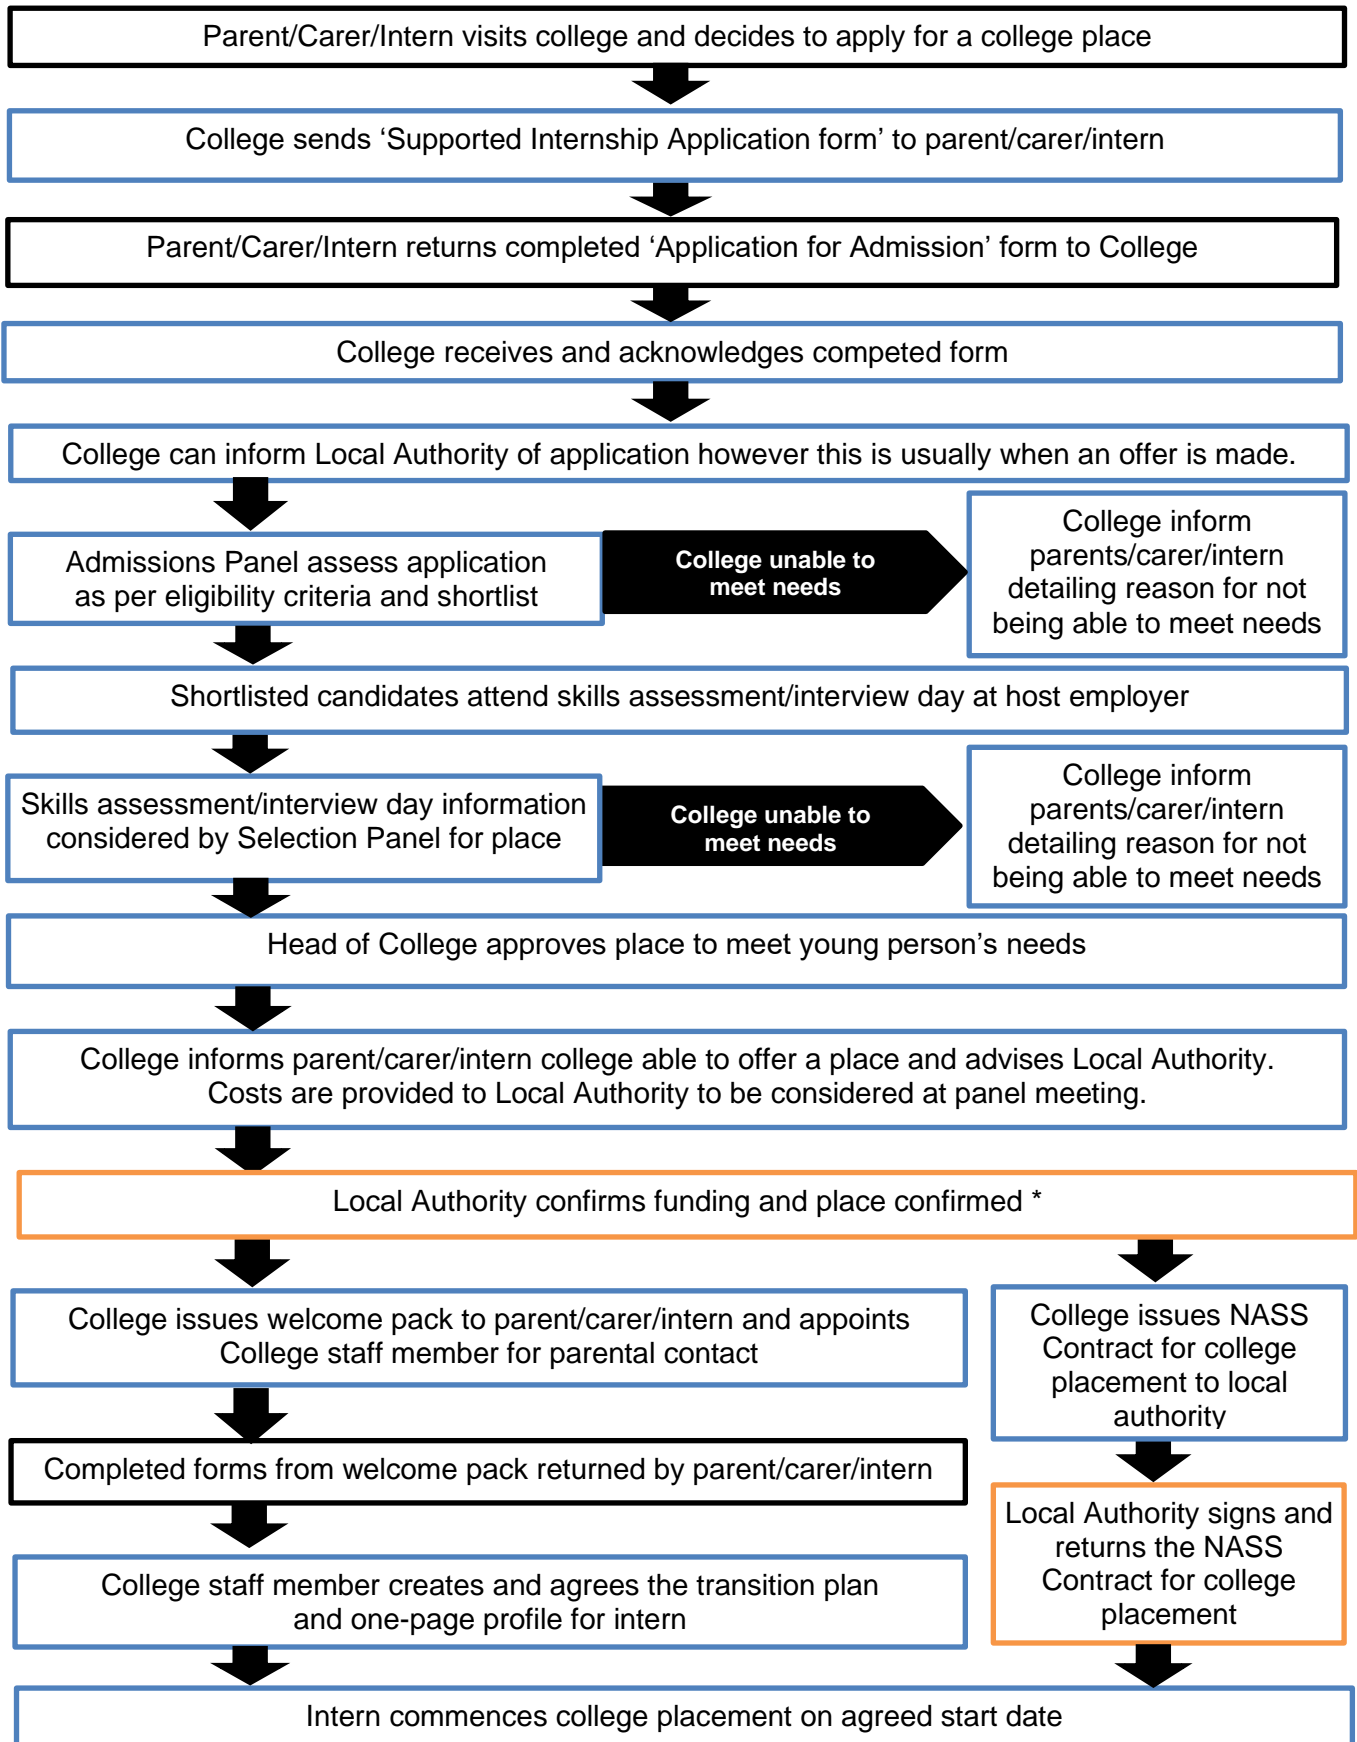 Parent/Carer/Intern visits college and decides to apply for a college place
College sends ‘Supported Internship Application form’ to parent/carer/intern
Parent/Carer/Intern returns completed ‘Application for Admission’ form to College
College receives and acknowledges competed form
College can inform Local Authority of application however this is usually when an offer is made.
Admissions Panel assess application
as per eligibility criteria and shortlist
College unable to
meet needs
College inform
parents/carer/intern
detailing reason for not
being able to meet needs
Shortlisted candidates attend skills assessment/interview day at host employer
Skills assessment/interview day information
considered by Selection Panel for place
College unable to
meet needs
College inform
parents/carer/intern
detailing reason for not
being able to meet needs
Head of College approves place to meet young person’s needs
College informs parent/carer/intern college able to offer a place and advises Local Authority.
Costs are provided to Local Authority to be considered at panel meeting.
Local Authority confirms funding and place confirmed *
College issues welcome pack to parent/carer/intern and appoints
College staff member for parental contact
College issues NASS
Contract for college
placement to local
authority
Completed forms from welcome pack returned by parent/carer/intern
Local Authority signs and
returns the NASS
Contract for college
placement
College staff member creates and agrees the transition plan
and one-page profile for intern
Intern commences college placement on agreed start date